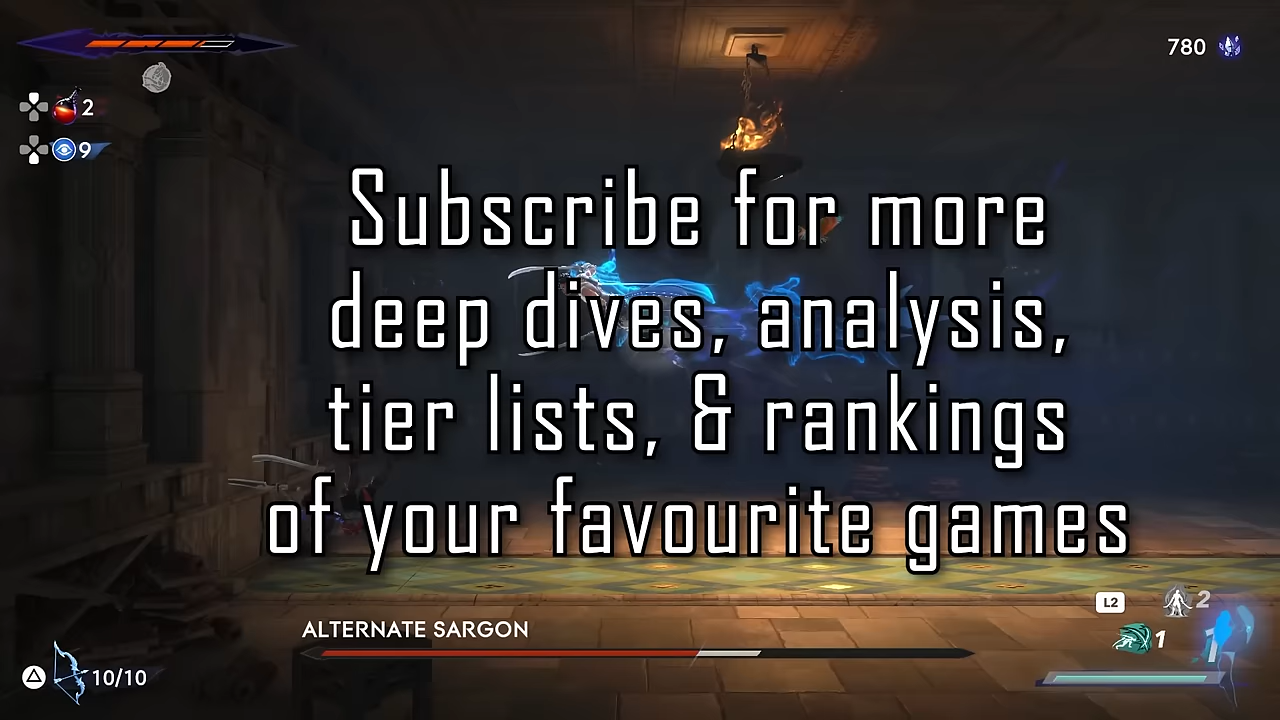 780
2
9
Subscribe for more
deep dives, analysis,
tier lists, & rankings
of your favourite games
L2
2
1
1
ALTERNATE SARGON
10/10